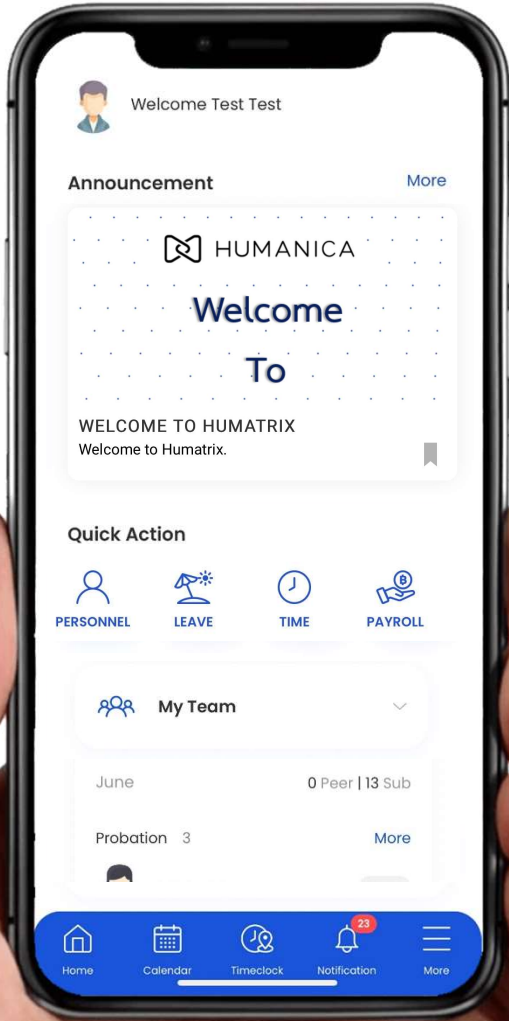 Welcome Test Test
Announcement More
HUMANICA
Welcome
To
WELCOME TO HUMATRIX
Welcome to Humatrix.
Quick Action
PERSONNEL LEAVE TIME PAYROLL
My Team
June 0 Peer | 13 Sub
Probation 3 More
23
Home Calendar Timeclock Notification More